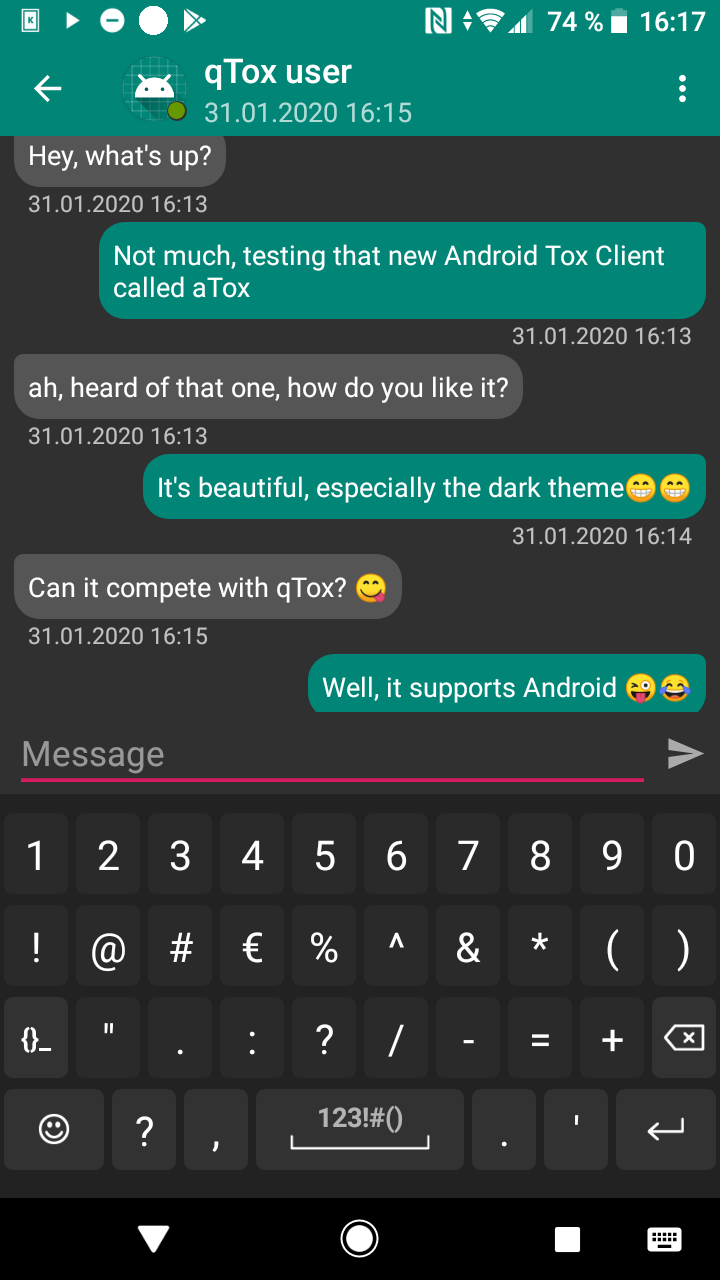 74 % 16:17
qTox user
31.01.2020 16:15
Hey, what's up?
31.01.2020 16:13
Not much, testing that new Android Tox Client
called aTox
31.01.2020 16:13
ah, heard of that one, how do you like it?
31.01.2020 16:13
It's beautiful, especially the dark theme😁😁
31.01.2020 16:14
Can it compete with qTox? 😋
31.01.2020 16:15
Well, it supports Android 😜😂
Message
1 2 3 4 5 6 7 8 9 0
! @ # € % ^ & * ( )
{}_ " . : ? / - = +
? , 123!#() . '